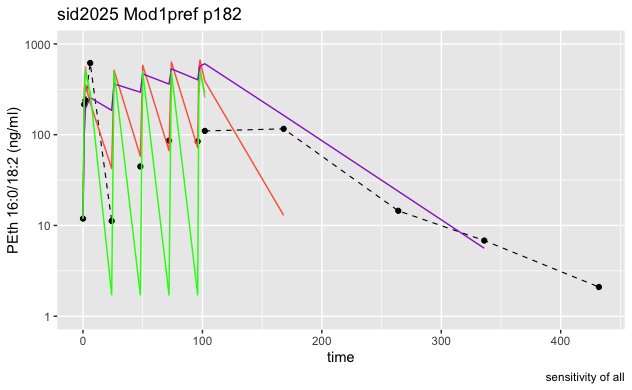 sid2025 Mod1pref p182
PEth 16:0/18:2 (ng/ml)
1000
100
10
1
0 100 200 300 400
time
sensitivity of all